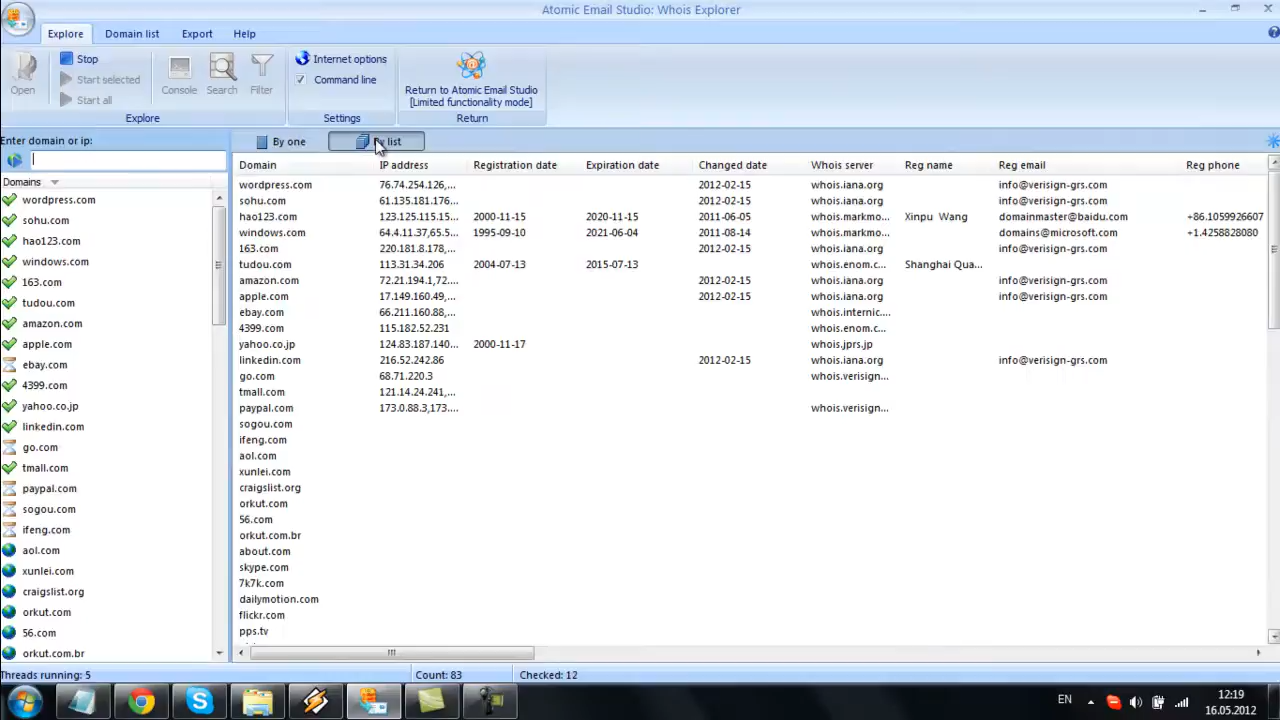 Atomic Email Studio: Whois Explorer
Explore Domain list Export Help
Open Stop Start selected Start all Console Search Filter Internet options Command line Return to Atomic Email Studio [Limited functionality mode]
Explore Settings Return
Enter domain or ip: By one By list
Domains
wordpress.com
sohu.com
hao123.com
windows.com
163.com
tudou.com
amazon.com
apple.com
ebay.com
4399.com
yahoo.co.jp
linkedin.com
go.com
tmall.com
paypal.com
sogou.com
ifeng.com
aol.com
xunlei.com
craigslist.org
orkut.com
56.com
orkut.com.br
Domain IP address Registration date Expiration date Changed date Whois server Reg name Reg email Reg phone
wordpress.com 76.74.254.126,... 2012-02-15 whois.iana.org info@verisign-grs.com
sohu.com 61.135.181.176... 2012-02-15 whois.iana.org info@verisign-grs.com
hao123.com 123.125.115.15... 2000-11-15 2020-11-15 2011-06-05 whois.markmo... Xinpu Wang domainmaster@baidu.com +86.1059926607
windows.com 64.4.11.37,65.5... 1995-09-10 2021-06-04 2011-08-14 whois.markmo... domains@microsoft.com +1.4258828080
163.com 220.181.8.178,... 2012-02-15 whois.iana.org info@verisign-grs.com
tudou.com 113.31.34.206 2004-07-13 2015-07-13 whois.enom.c... Shanghai Qua...
amazon.com 72.21.194.1,72.... 2012-02-15 whois.iana.org info@verisign-grs.com
apple.com 17.149.160.49,... 2012-02-15 whois.iana.org info@verisign-grs.com
ebay.com 66.211.160.88,... whois.internic....
4399.com 115.182.52.231 whois.enom.c...
yahoo.co.jp 124.83.187.140... 2000-11-17 whois.jprs.jp
linkedin.com 216.52.242.86 2012-02-15 whois.iana.org info@verisign-grs.com
go.com 68.71.220.3 whois.verisign...
tmall.com 121.14.24.241,...
paypal.com 173.0.88.3,173.... whois.verisign...
sogou.com
ifeng.com
aol.com
xunlei.com
craigslist.org
orkut.com
56.com
orkut.com.br
about.com
skype.com
7k7k.com
dailymotion.com
flickr.com
pps.tv
Threads running: 5 Count: 83 Checked: 12
EN 12:19
16.05.2012